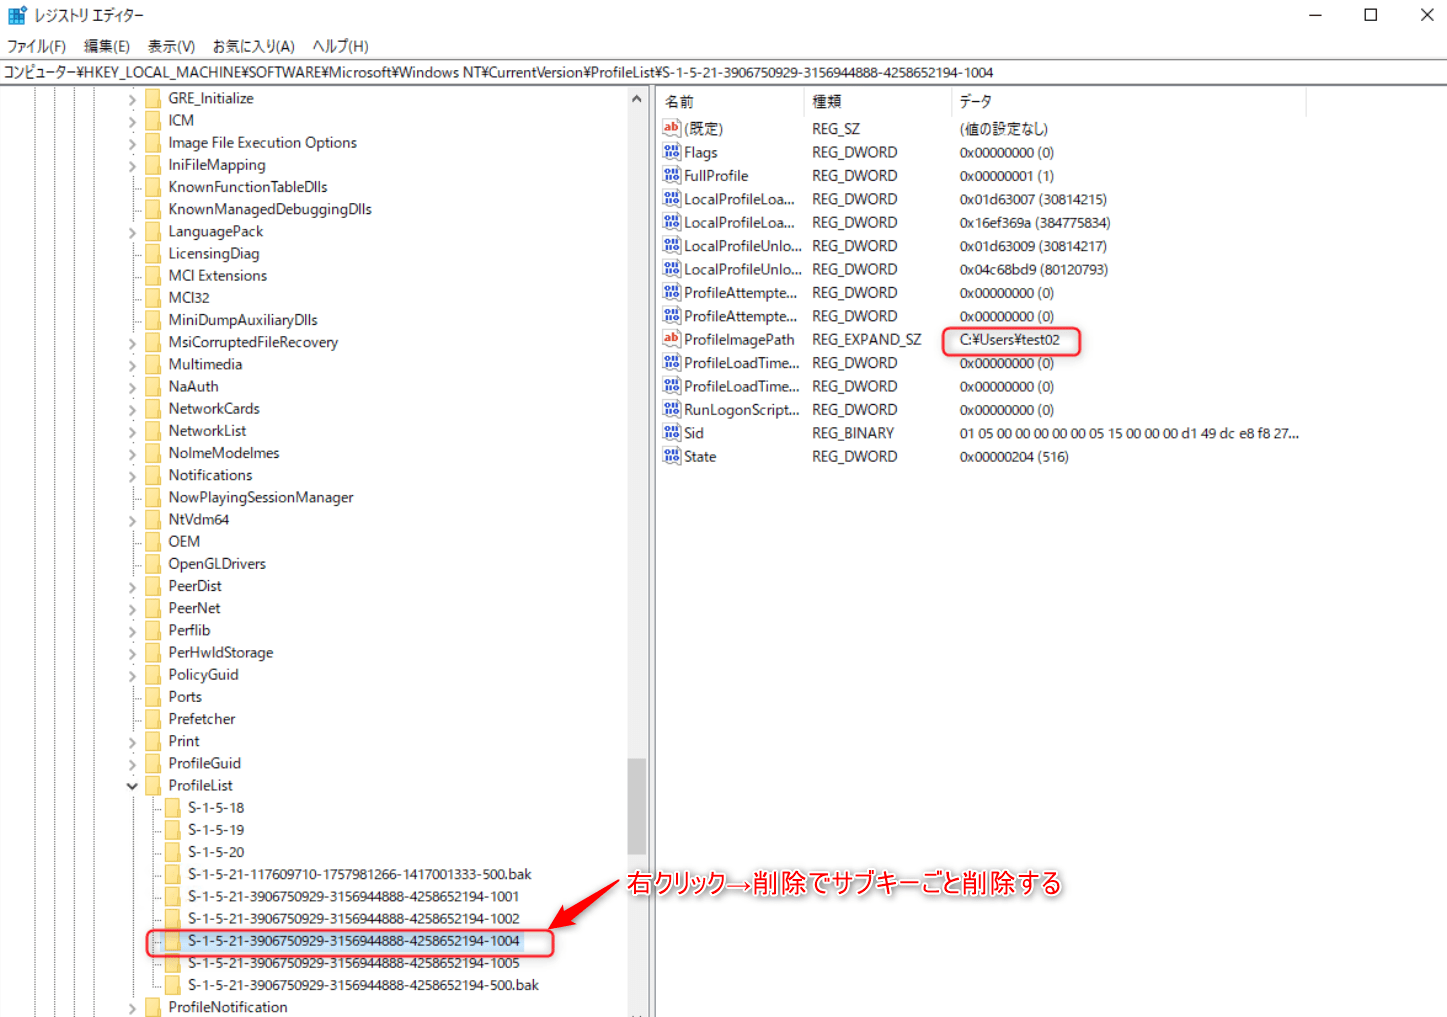 レジストリ エディター
ファイル(F) 編集(E) 表示(V) お気に入り(A) ヘルプ(H)
コンピューター¥HKEY_LOCAL_MACHINE¥SOFTWARE¥Microsoft¥Windows NT¥CurrentVersion¥ProfileList¥S-1-5-21-3906750929-3156944888-4258652194-1004
GRE_Initialize
ICM
Image File Execution Options
IniFileMapping
KnownFunctionTableDlls
KnownManagedDebuggingDlls
LanguagePack
LicensingDiag
MCI Extensions
MCI32
MiniDumpAuxiliaryDlls
MsiCorruptedFileRecovery
Multimedia
NaAuth
NetworkCards
NetworkList
NoImeModeImes
Notifications
NowPlayingSessionManager
NtVdm64
OEM
OpenGLDrivers
PeerDist
PeerNet
Perflib
PerHwIdStorage
PolicyGuid
Ports
Prefetcher
Print
ProfileGuid
ProfileList
S-1-5-18
S-1-5-19
S-1-5-20
S-1-5-21-117609710-1757981266-1417001333-500.bak
S-1-5-21-3906750929-3156944888-4258652194-1001
S-1-5-21-3906750929-3156944888-4258652194-1002
S-1-5-21-3906750929-3156944888-4258652194-1004
S-1-5-21-3906750929-3156944888-4258652194-1005
S-1-5-21-3906750929-3156944888-4258652194-500.bak
ProfileNotification
名前 種類 データ
(既定) REG_SZ (値の設定なし)
Flags REG_DWORD 0x00000000 (0)
FullProfile REG_DWORD 0x00000001 (1)
LocalProfileLoa... REG_DWORD 0x01d63007 (30814215)
LocalProfileLoa... REG_DWORD 0x16ef369a (384775834)
LocalProfileUnlo... REG_DWORD 0x01d63009 (30814217)
LocalProfileUnlo... REG_DWORD 0x04c68bd9 (80120793)
ProfileAttempte... REG_DWORD 0x00000000 (0)
ProfileAttempte... REG_DWORD 0x00000000 (0)
ProfileImagePath REG_EXPAND_SZ C:¥Users¥test02
ProfileLoadTime... REG_DWORD 0x00000000 (0)
ProfileLoadTime... REG_DWORD 0x00000000 (0)
RunLogonScript... REG_DWORD 0x00000000 (0)
Sid REG_BINARY 01 05 00 00 00 00 00 05 15 00 00 00 d1 49 dc e8 f8 27...
State REG_DWORD 0x00000204 (516)
右クリック→削除でサブキーごと削除する